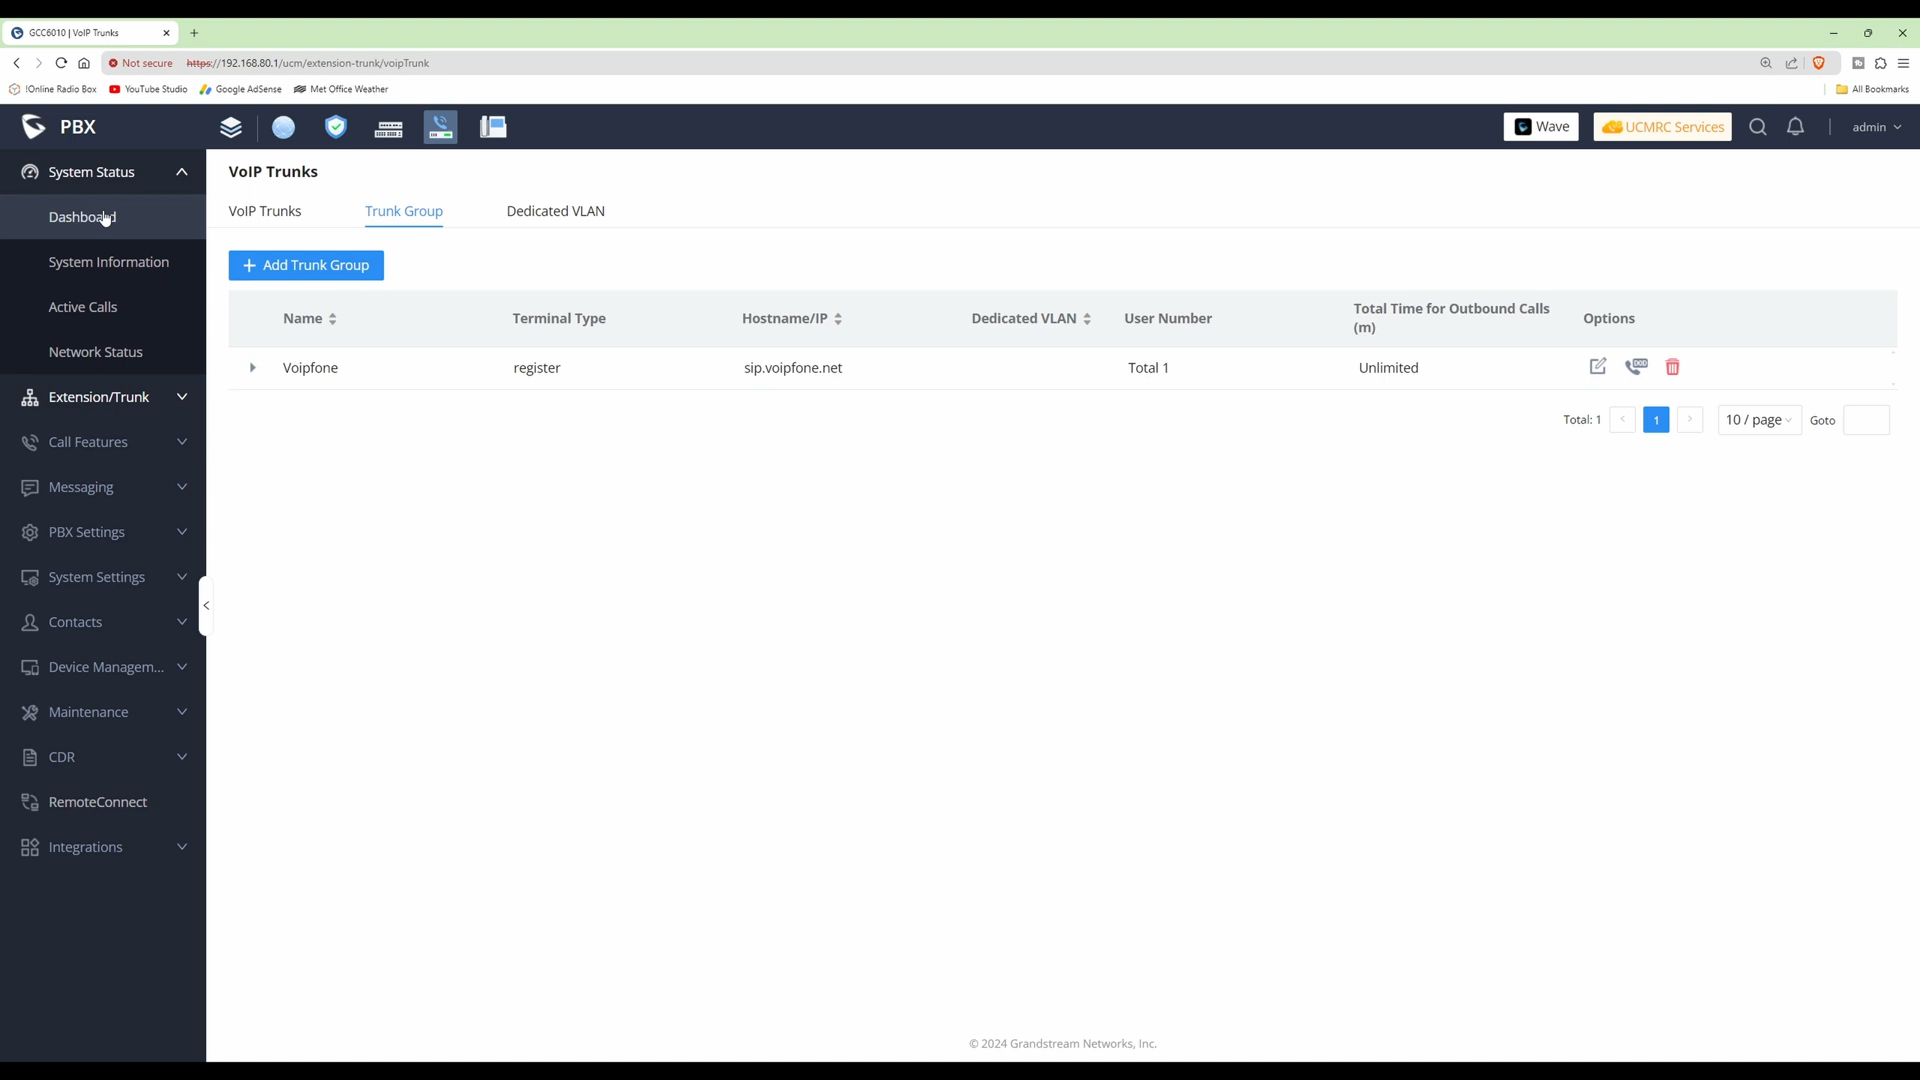 GCC6010 | VoIP Trunks
Not secure https://192.168.80.1/ucm/extension-trunk/voipTrunk
!Online Radio Box YouTube Studio Google AdSense Met Office Weather All Bookmarks
PBX Wave UCMRC Services admin
System Status
Dashboard
System Information
Active Calls
Network Status
Extension/Trunk
Call Features
Messaging
PBX Settings
System Settings
Contacts
Device Managem...
Maintenance
CDR
RemoteConnect
Integrations
VoIP Trunks
VoIP Trunks Trunk Group Dedicated VLAN
+ Add Trunk Group
Name Terminal Type Hostname/IP Dedicated VLAN User Number Total Time for Outbound Calls (m) Options
Voipfone register sip.voipfone.net Total 1 Unlimited DOD
Total: 1 < 1 > 10 / page Goto
© 2024 Grandstream Networks, Inc.